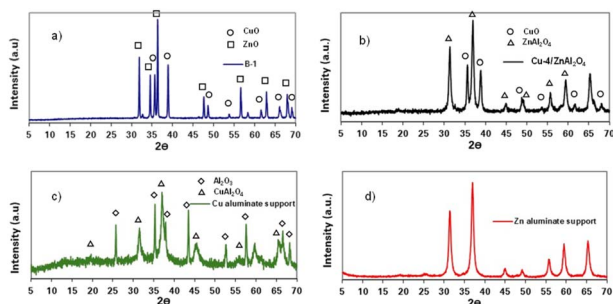 a)
CuO
ZnO
B-1
Intensity (a.u)
5 10 15 20 25 30 35 40 45 50 55 60 65 70
2Θ
b)
CuO
ZnAl₂O₄
Cu-4/ZnAl₂O₄
Intensity (a.u)
5 10 15 20 25 30 35 40 45 50 55 60 65 70
2Θ
c)
Al₂O₃
CuAl₂O₄
Cu aluminate support
Intensity (a.u)
5 10 15 20 25 30 35 40 45 50 55 60 65 70
2Θ
d)
Zn aluminate support
Intensity (a.u)
5 10 15 20 25 30 35 40 45 50 55 60 65 70
2Θ